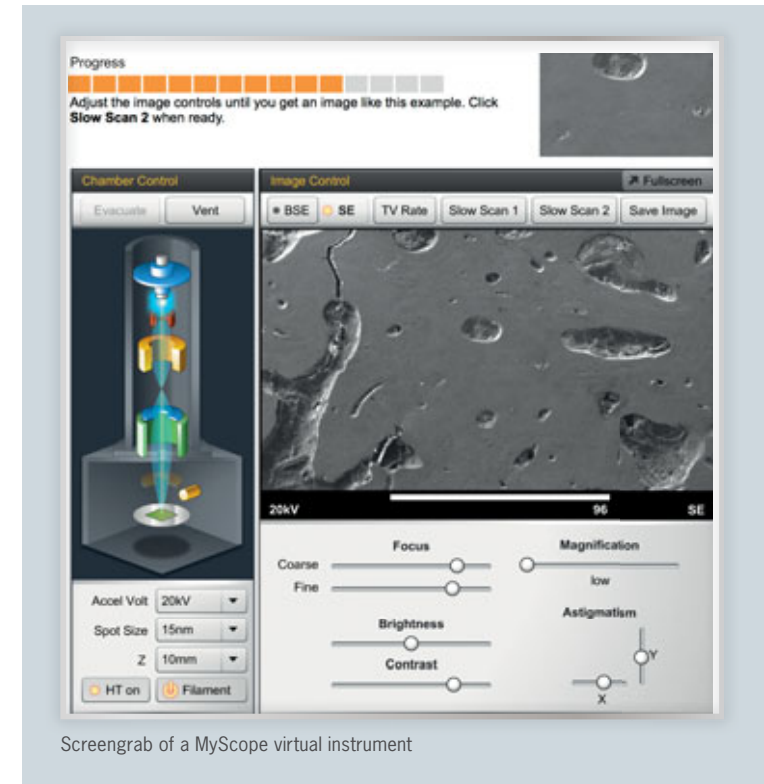 Progress
Adjust the image controls until you get an image like this example. Click
Slow Scan 2 when ready.
Chamber Control
Image Control
Fullscreen
Evacuate
Vent
BSE
SE
TV Rate
Slow Scan 1
Slow Scan 2
Save Image
20kV
96
SE
Focus
Magnification
Coarse
Fine
low
Accel Volt 20kV
Spot Size 15nm
Z 10mm
HT on
Filament
Brightness
Contrast
Astigmatism
Y
X
Screengrab of a MyScope virtual instrument